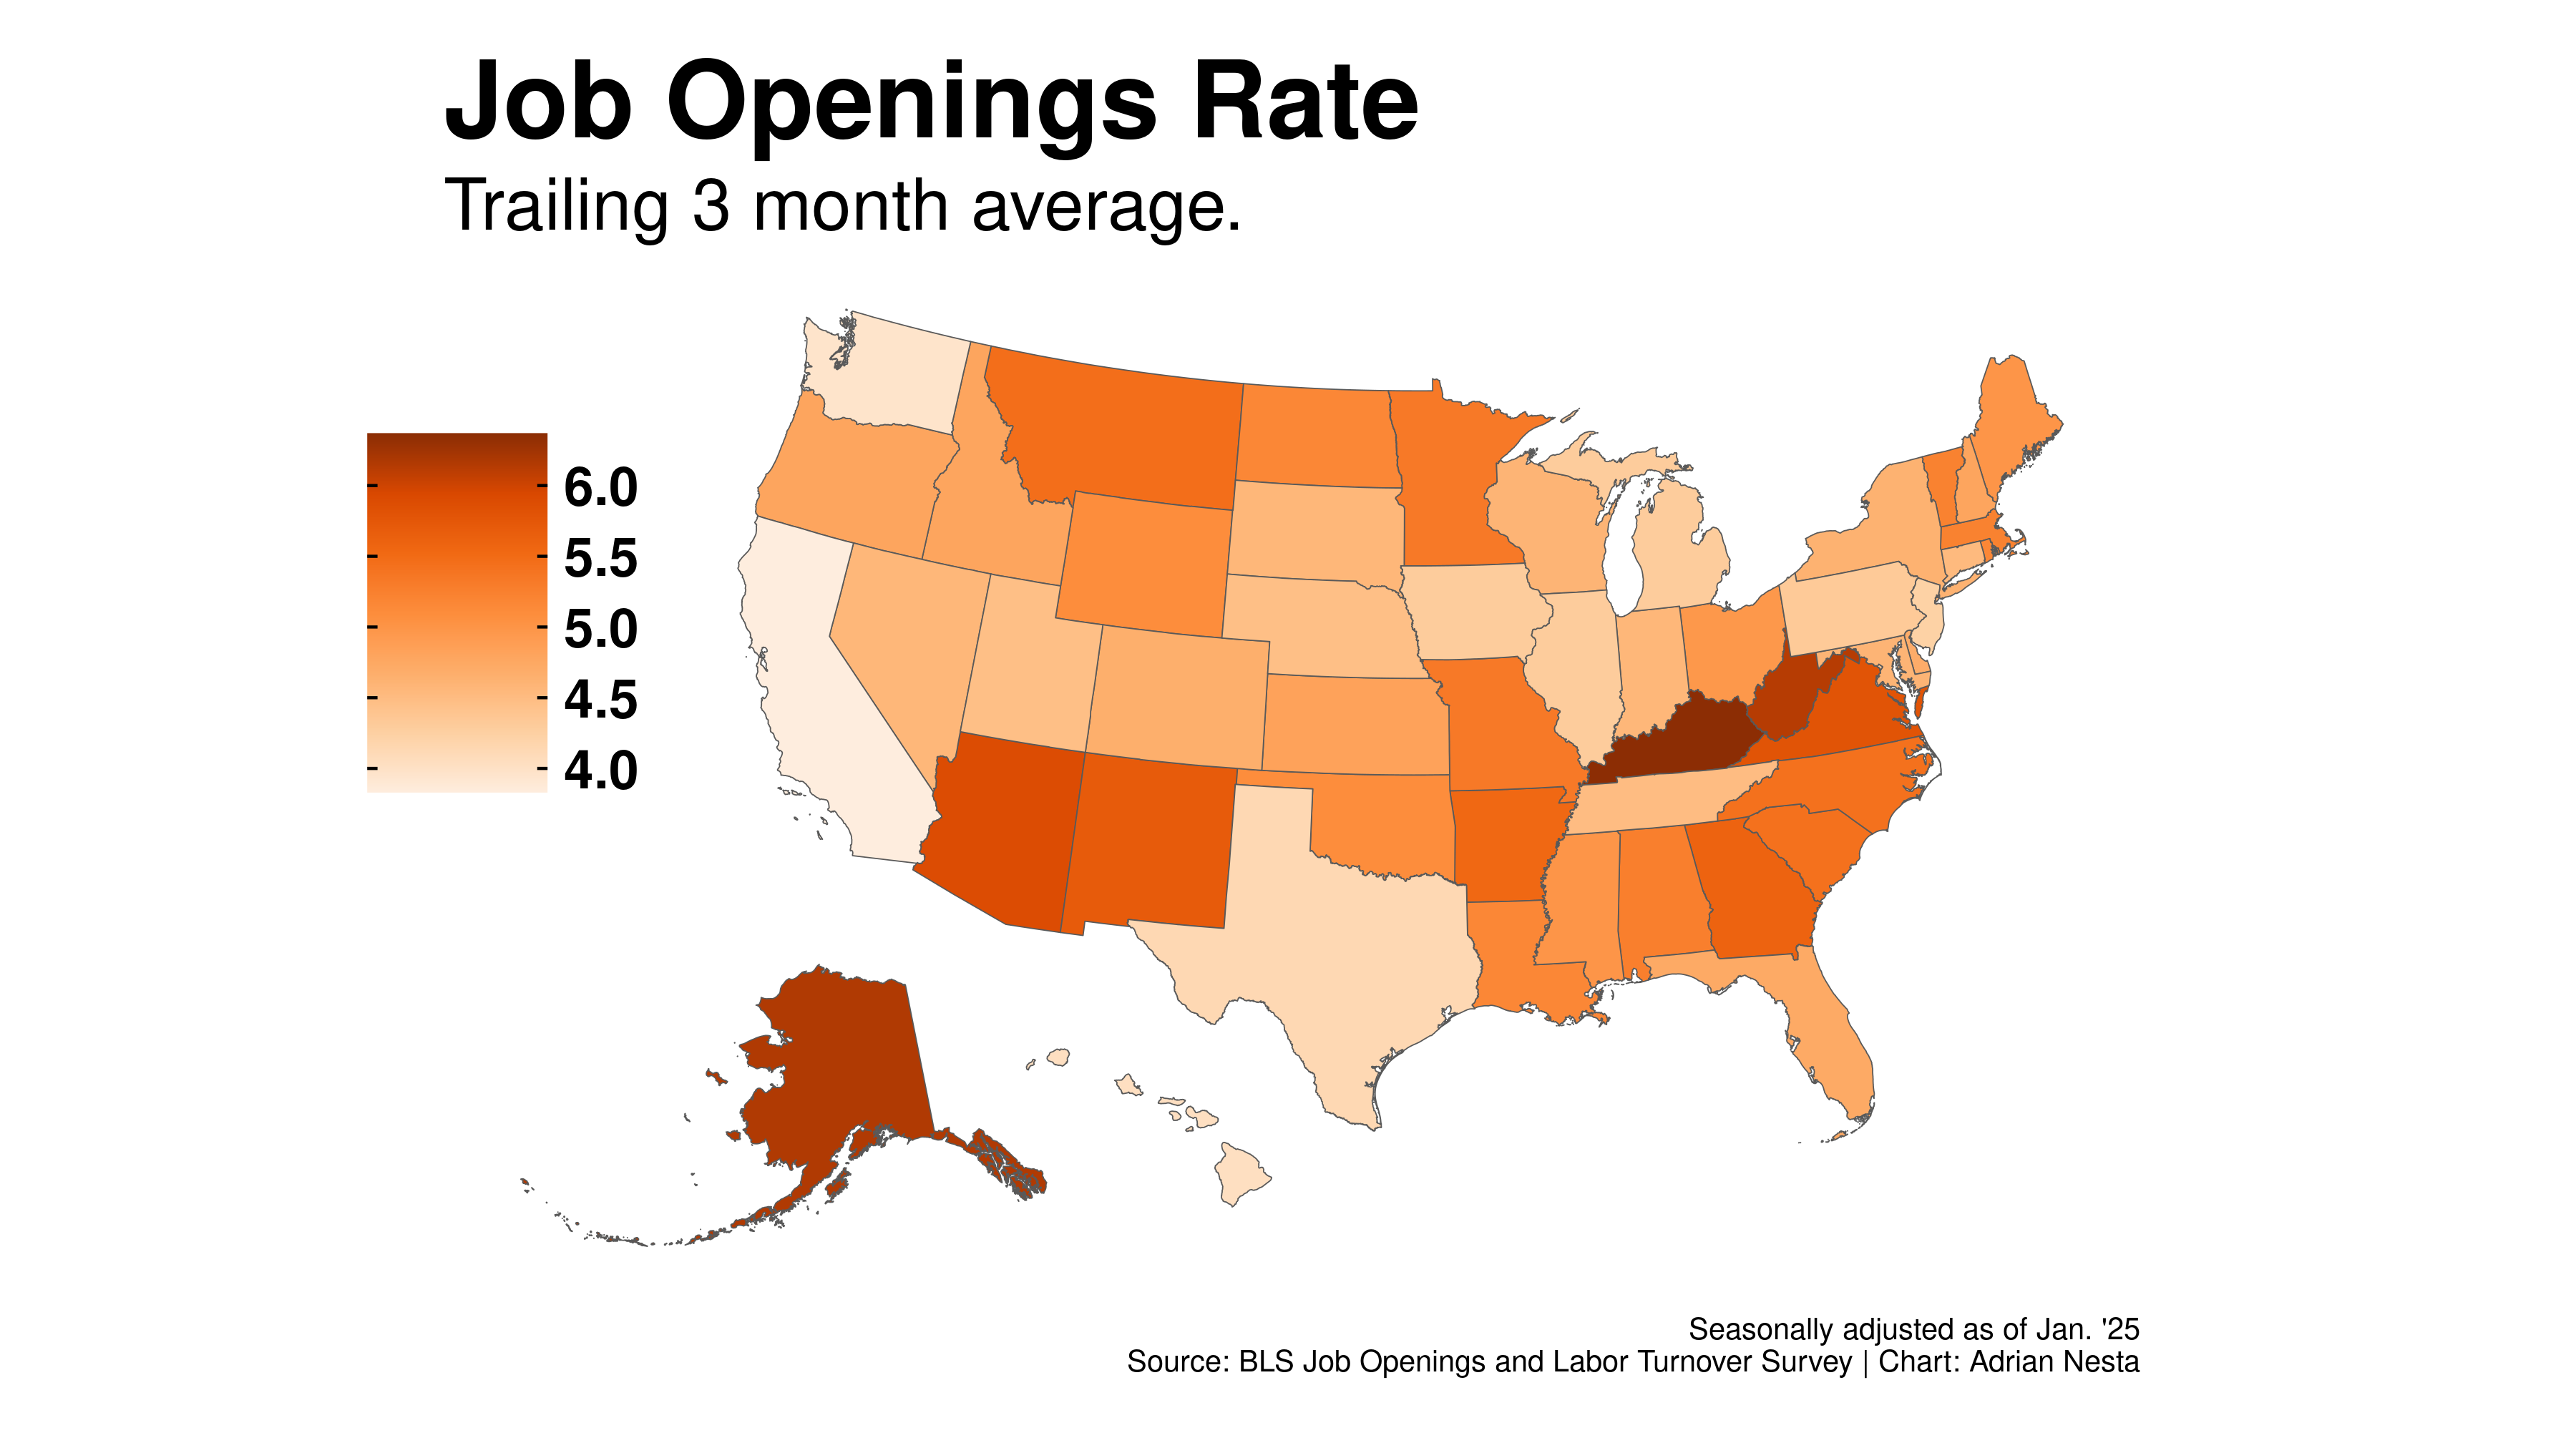 Job Openings Rate
Trailing 3 month average.
6.0
5.5
5.0
4.5
4.0
Seasonally adjusted as of Jan. '25
Source: BLS Job Openings and Labor Turnover Survey | Chart: Adrian Nesta